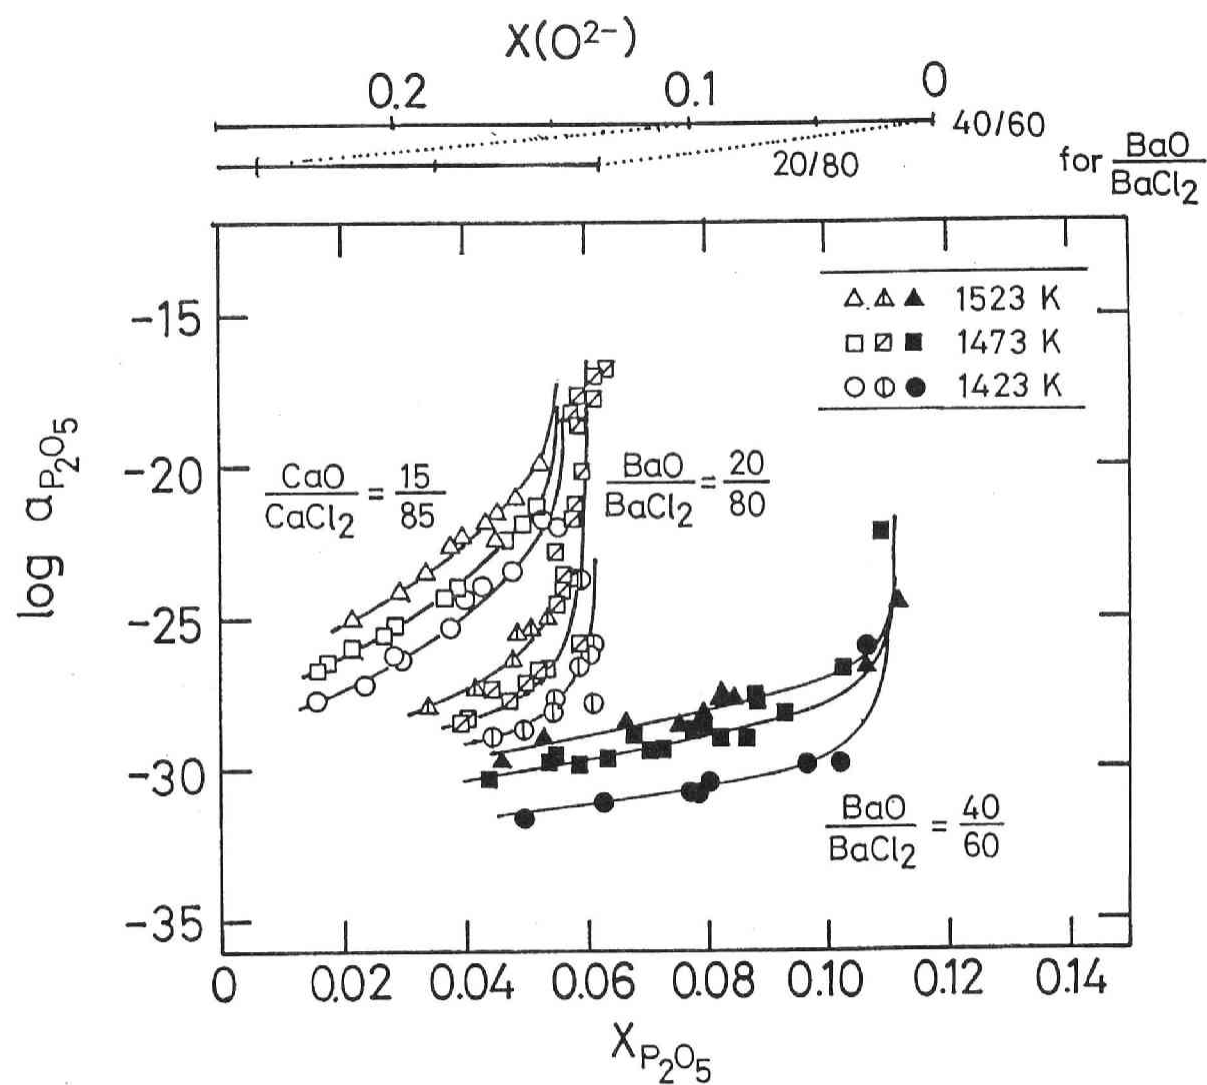 X(O²⁻)
0.2 0.1 0
40/60
20/80
for BaO/BaCl₂
△ 1523 K
□ 1473 K
○ 1423 K
-15
-20
-25
-30
-35
log a P₂O₅
CaO/CaCl₂ = 15/85
BaO/BaCl₂ = 20/80
BaO/BaCl₂ = 40/60
0 0.02 0.04 0.06 0.08 0.10 0.12 0.14
X P₂O₅